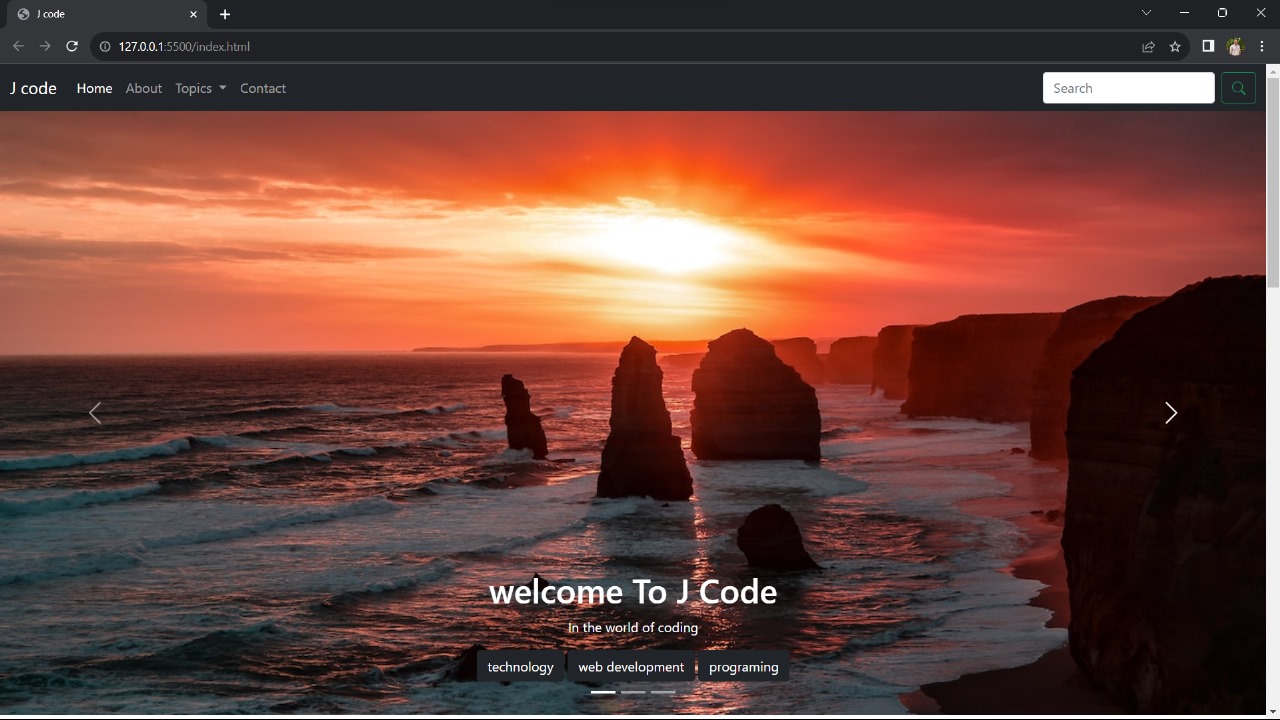 J code
127.0.0.1:5500/index.html
J code Home About Topics Contact Search
welcome To J Code
In the world of coding
technology web development programing